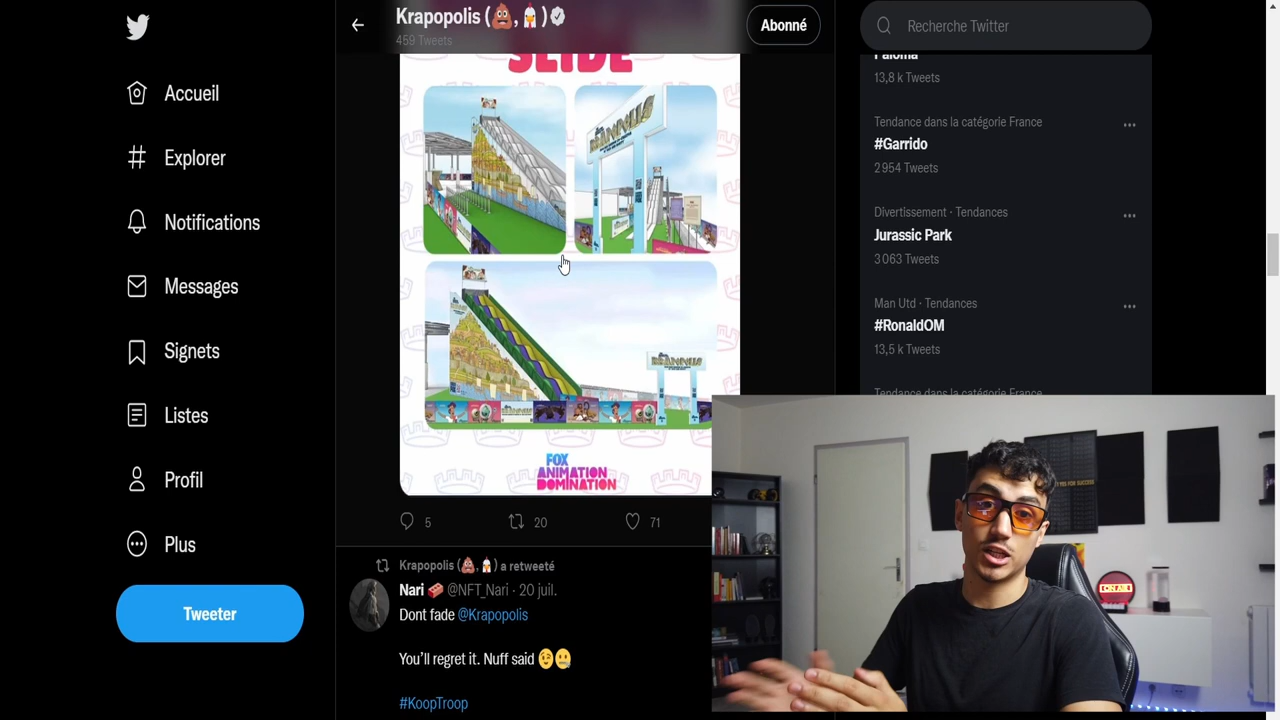 Krapopolis (💩, 🐔)
459 Tweets
Abonné
Recherche Twitter
Accueil
Explorer
Notifications
Messages
Signets
Listes
Profil
Plus
Tweeter
SLIDE
FOX
ANIMATION
DOMINATION
5
20
71
Krapopolis (💩, 🐔) a retweeté
Nari 🧱 @NFT_Nari · 20 juil.
Dont fade @Krapopolis
You'll regret it. Nuff said 😉🤐
#KoopTroop
Paloma
13,8 k Tweets
Tendance dans la catégorie France
#Garrido
2 954 Tweets
Divertissement · Tendances
Jurassic Park
3 063 Tweets
Man Utd · Tendances
#RonaldOM
13,5 k Tweets
Tendance dans la catégorie France
ON AIR